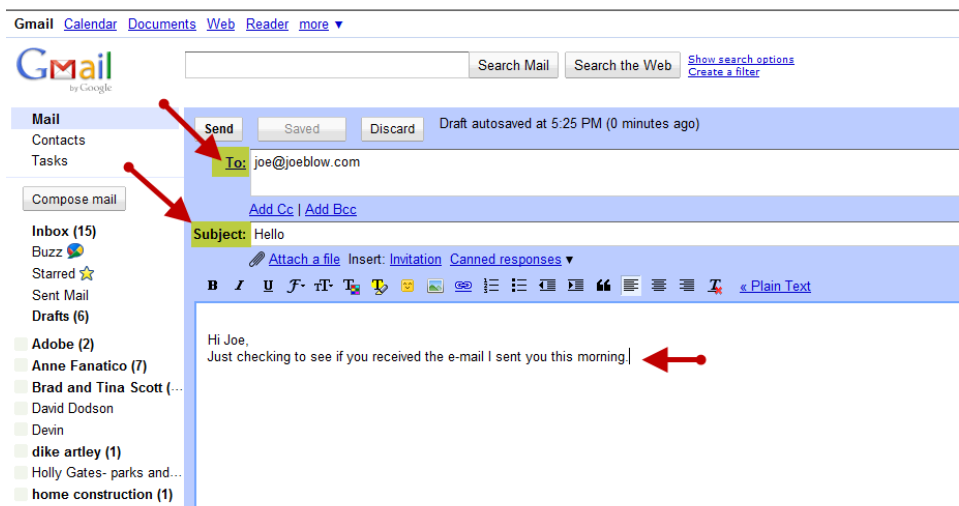 Gmail Calendar Documents Web Reader more ▼
Gmail
by Google
Search Mail Search the Web Show search options
Create a filter
Mail
Contacts
Tasks
Compose mail
Inbox (15)
Buzz
Starred
Sent Mail
Drafts (6)
Adobe (2)
Anne Fanatico (7)
Brad and Tina Scott (...
David Dodson
Devin
dike artley (1)
Holly Gates- parks and...
home construction (1)
Send Saved Discard Draft autosaved at 5:25 PM (0 minutes ago)
To: joe@joeblow.com
Add Cc | Add Bcc
Subject: Hello
Attach a file Insert: Invitation Canned responses ▼
B I U F T T T « Plain Text
Hi Joe,
Just checking to see if you received the e-mail I sent you this morning.